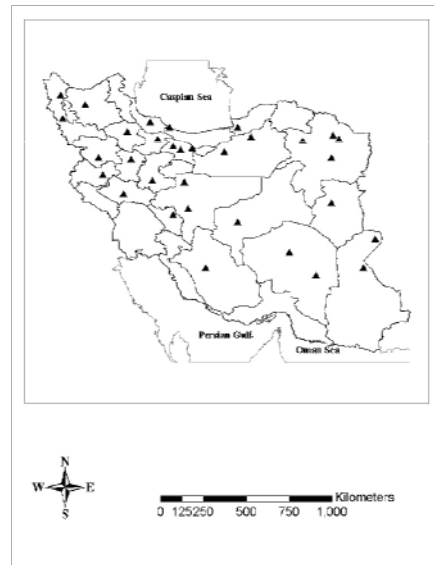 Caspian Sea
Persian Gulf
Oman Sea
N
W E
S
Kilometers
0 125250 500 750 1,000